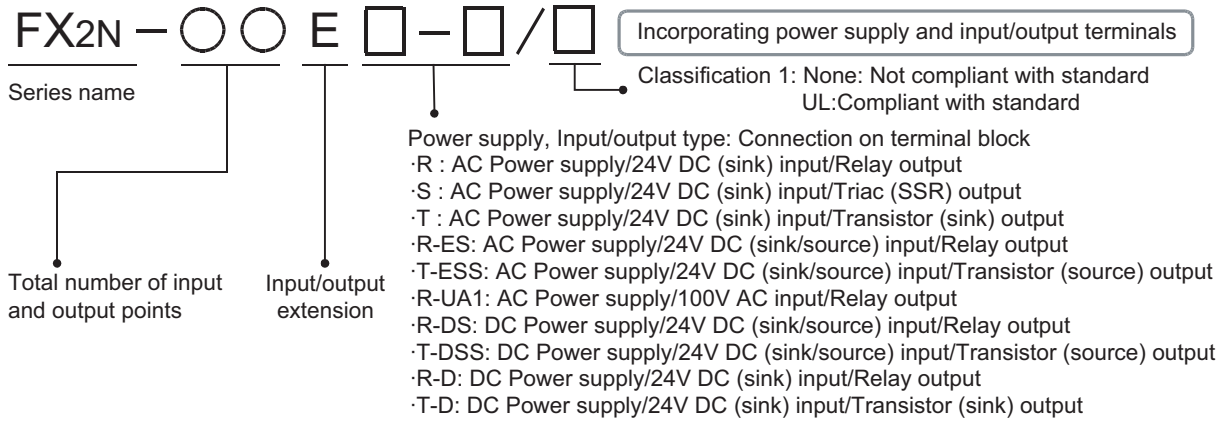 FX2N – ○○ E □ – □ / □
Incorporating power supply and input/output terminals
Series name
Classification 1: None: Not compliant with standard
UL:Compliant with standard
Power supply, Input/output type: Connection on terminal block
·R : AC Power supply/24V DC (sink) input/Relay output
·S : AC Power supply/24V DC (sink) input/Triac (SSR) output
·T : AC Power supply/24V DC (sink) input/Transistor (sink) output
·R-ES: AC Power supply/24V DC (sink/source) input/Relay output
·T-ESS: AC Power supply/24V DC (sink/source) input/Transistor (source) output
·R-UA1: AC Power supply/100V AC input/Relay output
·R-DS: DC Power supply/24V DC (sink/source) input/Relay output
·T-DSS: DC Power supply/24V DC (sink/source) input/Transistor (source) output
·R-D: DC Power supply/24V DC (sink) input/Relay output
·T-D: DC Power supply/24V DC (sink) input/Transistor (sink) output
Total number of input
and output points
Input/output
extension